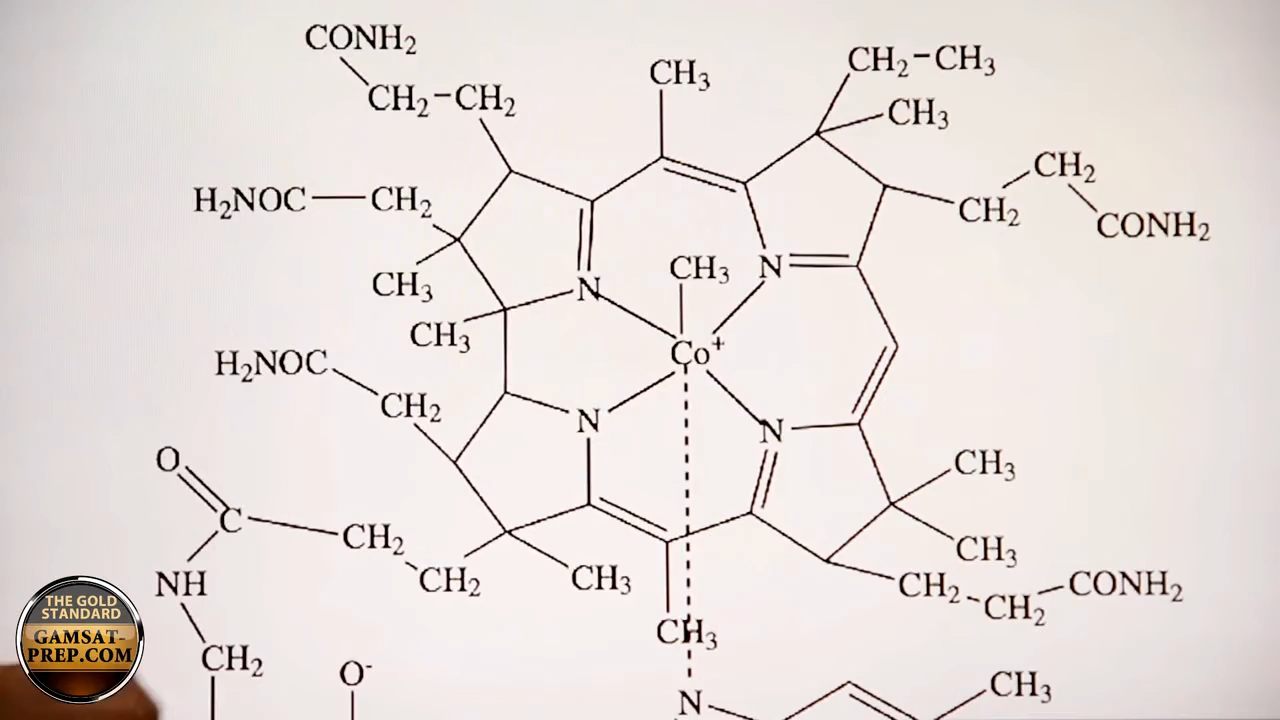 CONH₂
CH₃
CH₂-CH₃
CH₂-CH₂
CH₃
CH₂
H₂NOC
CH₂
CH₂
CONH₂
CH₃
N
CH₃
N
CH₃
Co⁺
H₂NOC
CH₂
N
N
O
CH₃
C
CH₂
CH₃
NH
CH₂
CH₃
CH₂
CH₂
CONH₂
CH₃
CH₂
O⁻
N
CH₃
THE GOLD
STANDARD
GAMSAT-
PREP.COM